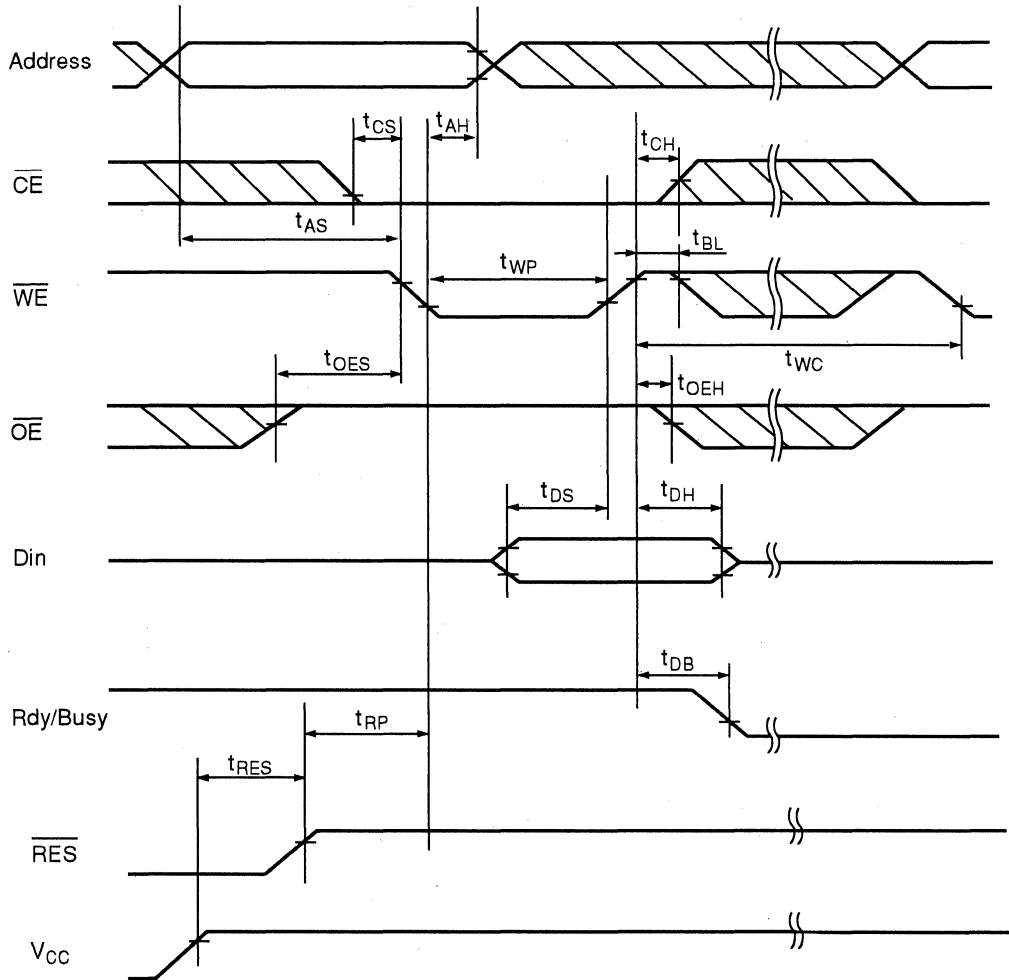 Address
tCS
tAH
tCH
CE
tAS
tBL
tWP
WE
tWC
tOES
tOEH
OE
tDS
tDH
Din
tDB
Rdy/Busy
tRP
tRES
RES
VCC